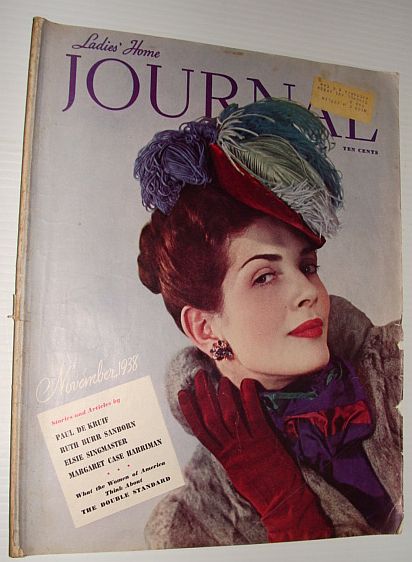 Ladies' Home
JOURNAL
TEN CENTS
November, 1938
Stories and Articles by
PAUL DE KRUIF
RUTH BURR SANBORN
ELSIE SINGMASTER
MARGARET CASE HARRIMAN
What the Women of America
Think About
THE DOUBLE STANDARD